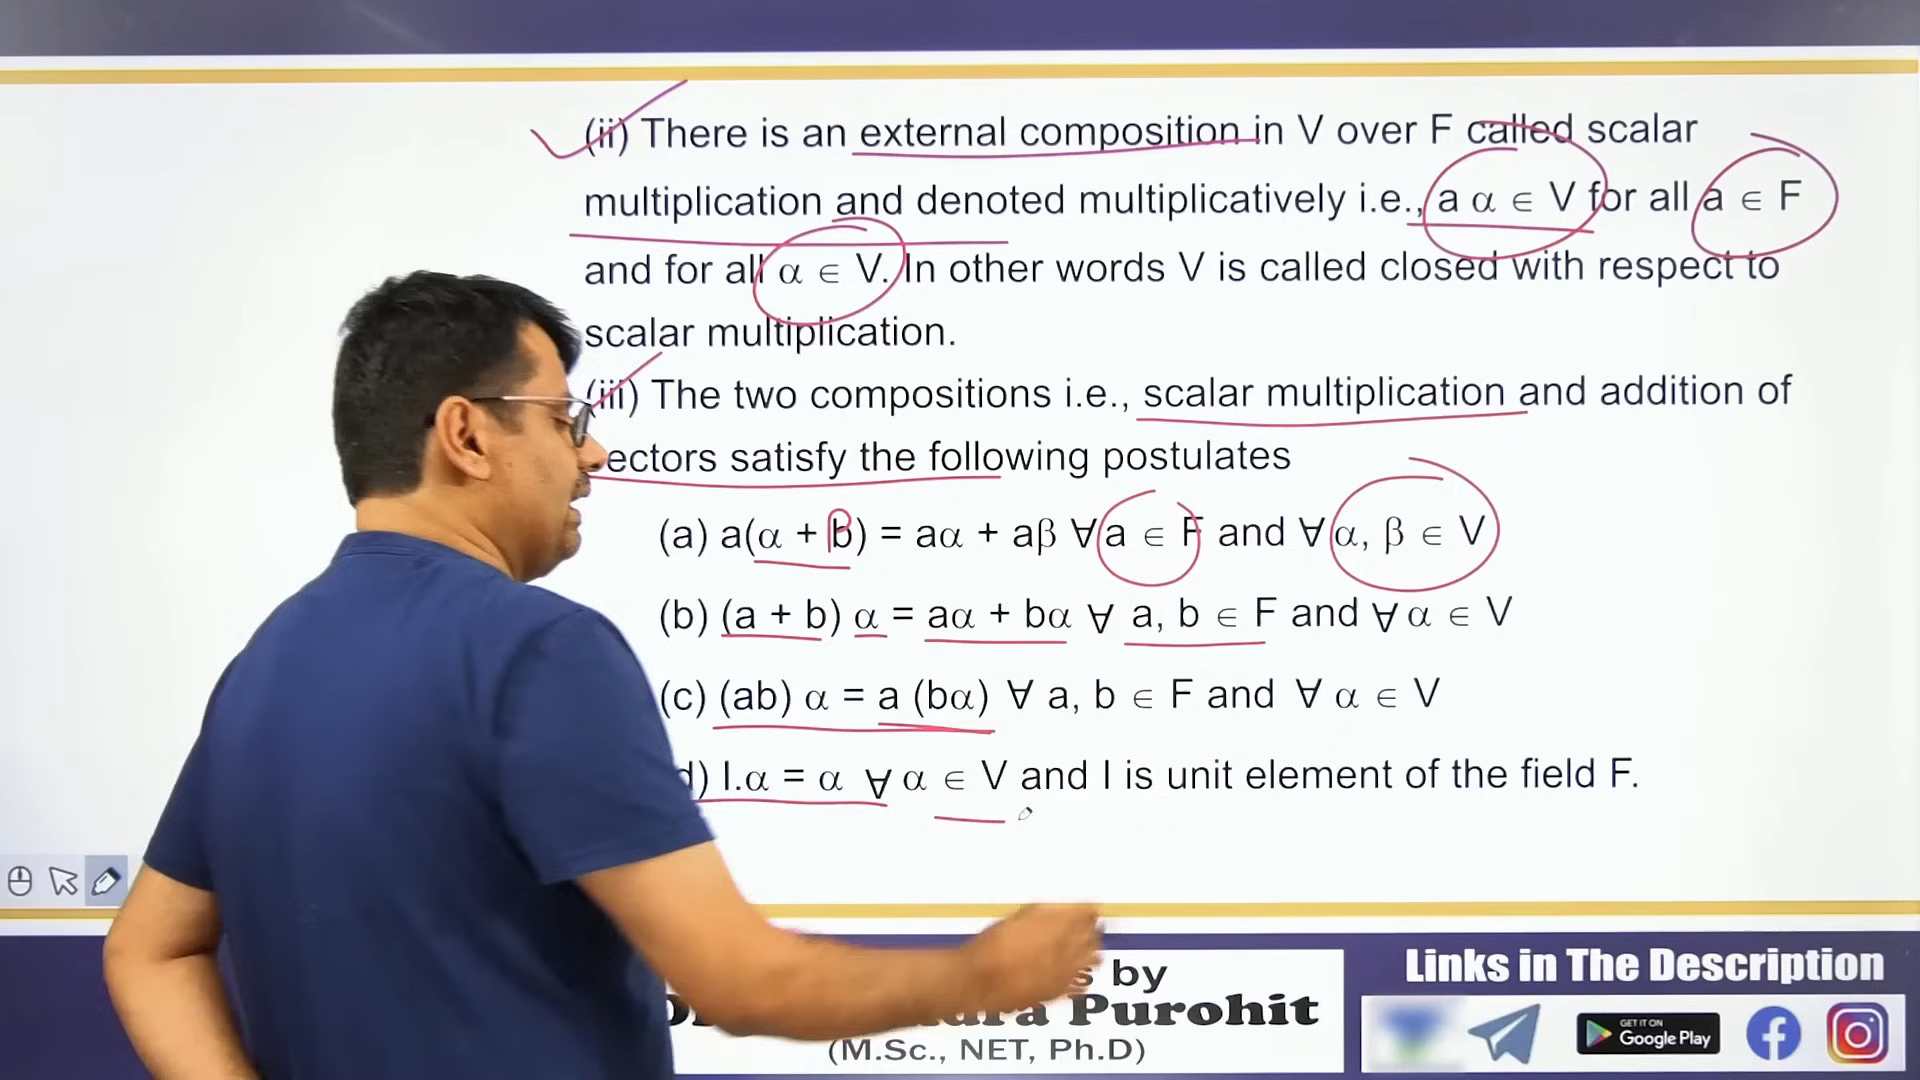 (ii) There is an external composition in V over F called scalar
multiplication and denoted multiplicatively i.e., a α ∈ V for all a ∈ F
and for all α ∈ V. In other words V is called closed with respect to
scalar multiplication.
(iii) The two compositions i.e., scalar multiplication and addition of
ectors satisfy the following postulates
(a) a(α + β) = aα + aβ ∀ a ∈ F and ∀ α, β ∈ V
(b) (a + b) α = aα + bα ∀ a, b ∈ F and ∀ α ∈ V
(c) (ab) α = a (bα) ∀ a, b ∈ F and ∀ α ∈ V
d) I.α = α ∀ α ∈ V and I is unit element of the field F.
by
Purohit
(M.Sc., NET, Ph.D)
Links in The Description
GET IT ON
Google Play